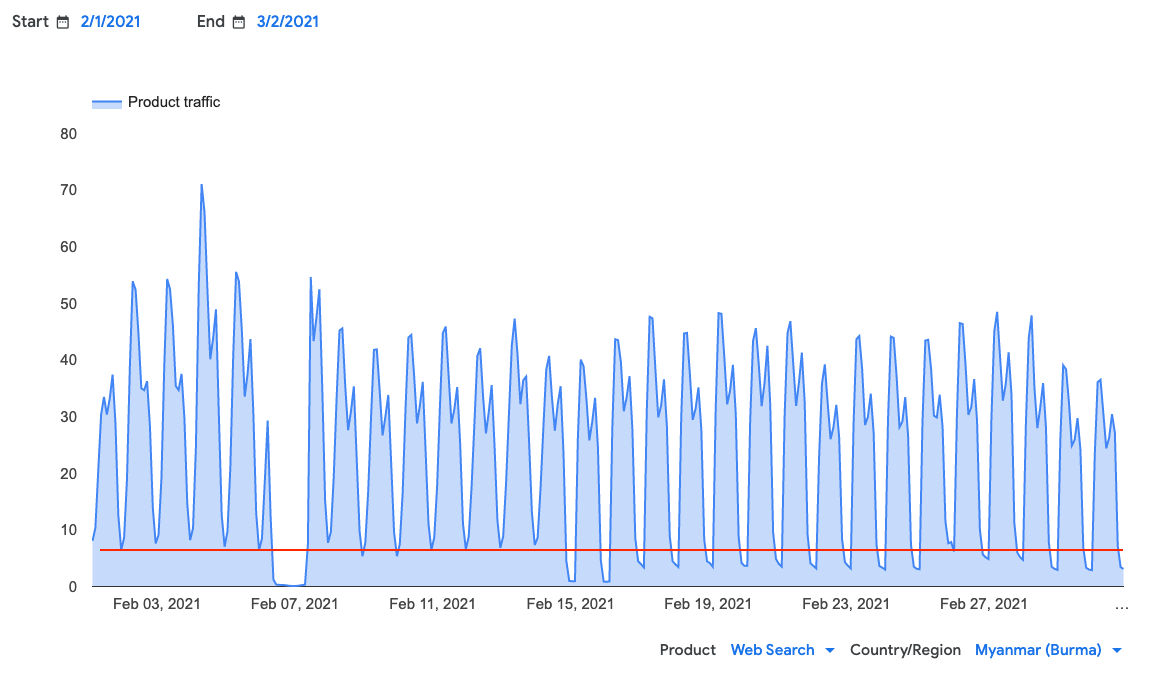 Start 2/1/2021 End 3/2/2021
Product traffic
80
70
60
50
40
30
20
10
0
Feb 03, 2021 Feb 07, 2021 Feb 11, 2021 Feb 15, 2021 Feb 19, 2021 Feb 23, 2021 Feb 27, 2021 ...
Product Web Search Country/Region Myanmar (Burma)